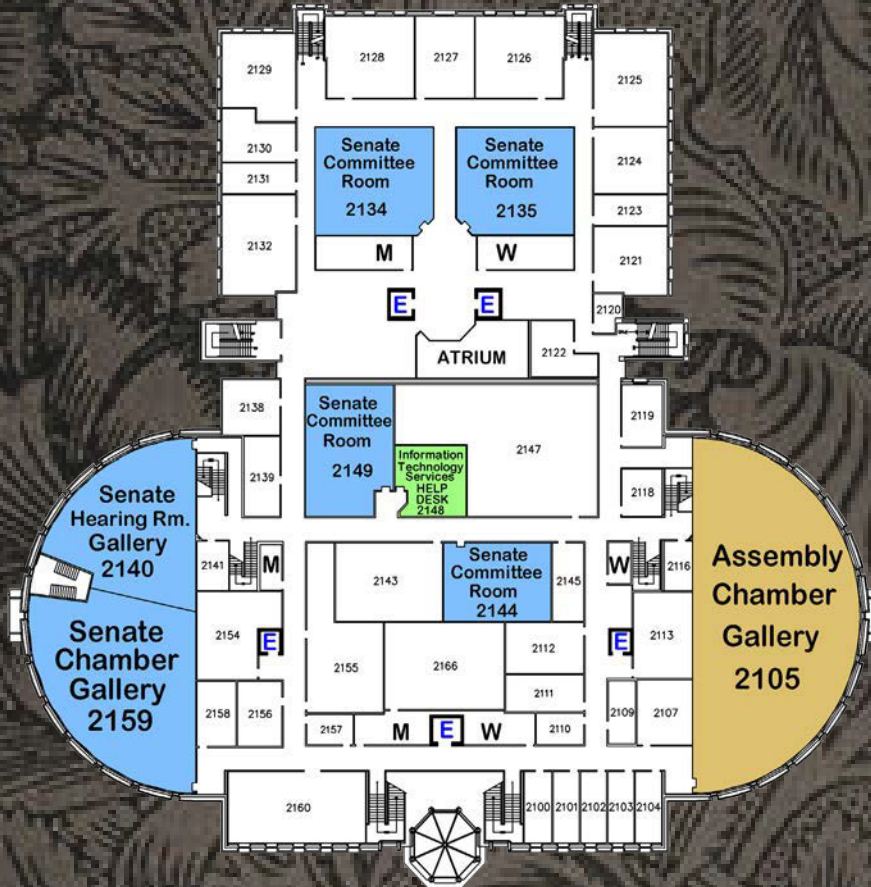 2129
2128
2127
2126
2125
2130
2131
2132
Senate
Committee
Room
2134
Senate
Committee
Room
2135
2124
2123
2121
M
W
E
E
2120
ATRIUM
2122
2138
2139
Senate
Committee
Room
2149
Information
Technology
Services
HELP
DESK
2148
2147
2119
2118
Senate
Hearing Rm.
Gallery
2140
2141
M
2143
Senate
Committee
Room
2144
2145
W
2116
Assembly
Chamber
Gallery
2105
Senate
Chamber
Gallery
2159
2154
E
2155
2166
2112
2111
E
2113
2158
2156
2157
M
E
W
2110
2109
2107
2160
2100
2101
2102
2103
2104